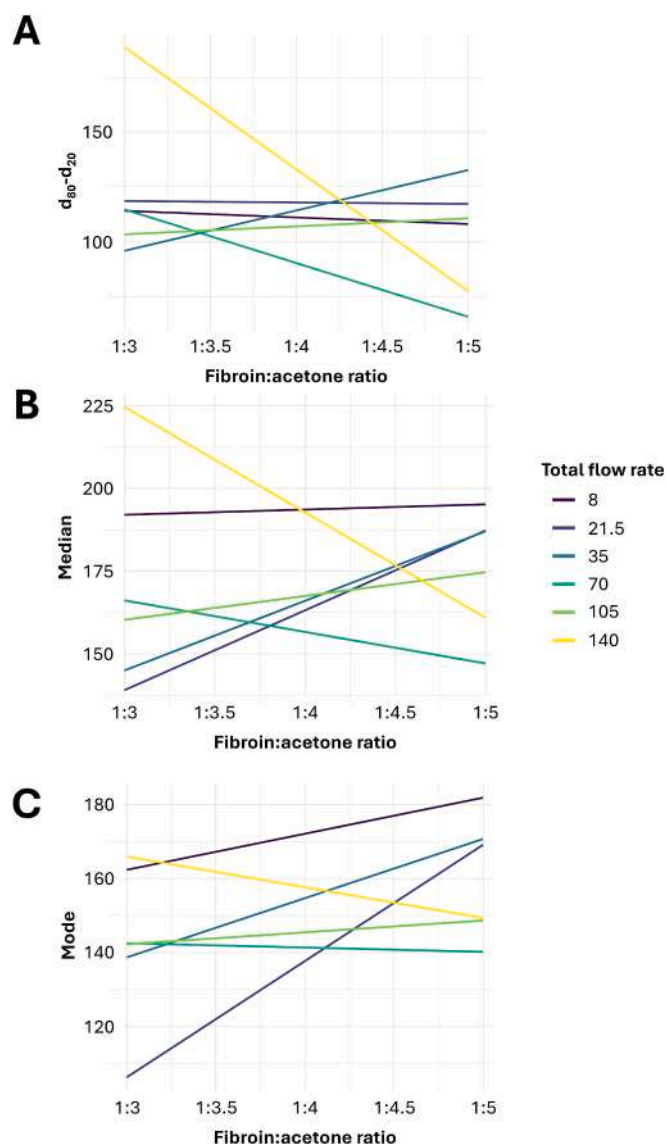 A
150
100
d80-d20
1:3 1:3.5 1:4 1:4.5 1:5
Fibroin:acetone ratio
B
225
200
175
150
Median
1:3 1:3.5 1:4 1:4.5 1:5
Fibroin:acetone ratio
Total flow rate
8
21.5
35
70
105
140
C
180
160
140
120
Mode
1:3 1:3.5 1:4 1:4.5 1:5
Fibroin:acetone ratio